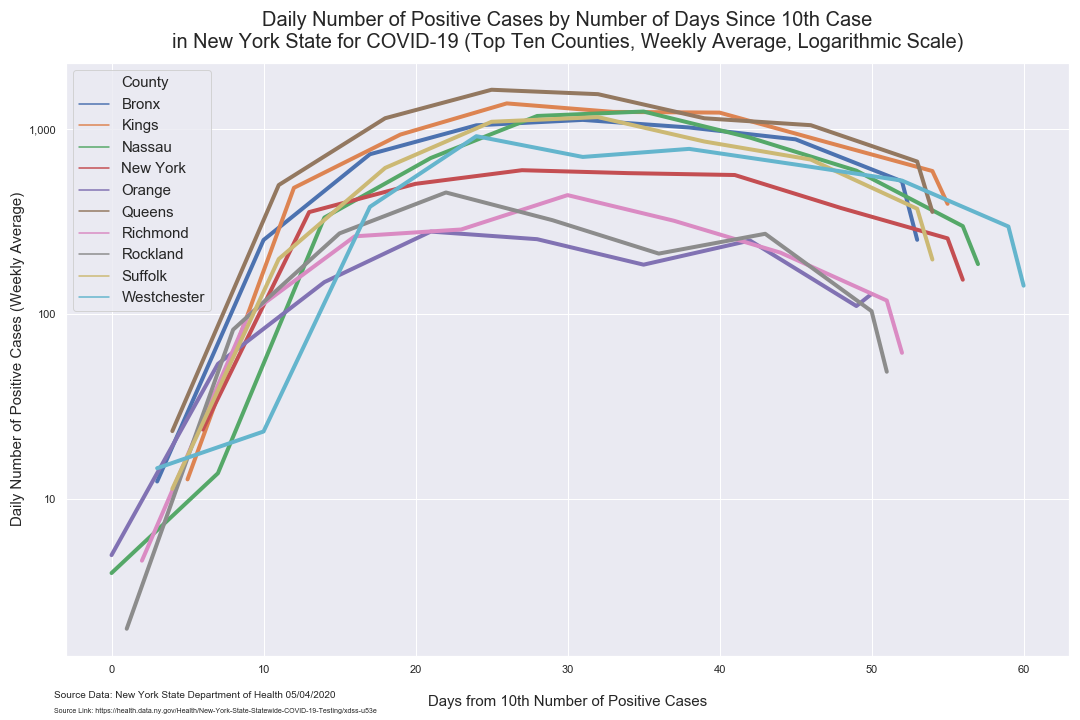 Daily Number of Positive Cases by Number of Days Since 10th Case
in New York State for COVID-19 (Top Ten Counties, Weekly Average, Logarithmic Scale)
County
Bronx
Kings
Nassau
New York
Orange
Queens
Richmond
Rockland
Suffolk
Westchester
Daily Number of Positive Cases (Weekly Average)
1,000
100
10
0 10 20 30 40 50 60
Days from 10th Number of Positive Cases
Source Data: New York State Department of Health 05/04/2020
Source Link: https://health.data.ny.gov/Health/New-York-State-Statewide-COVID-19-Testing/xdss-u53e